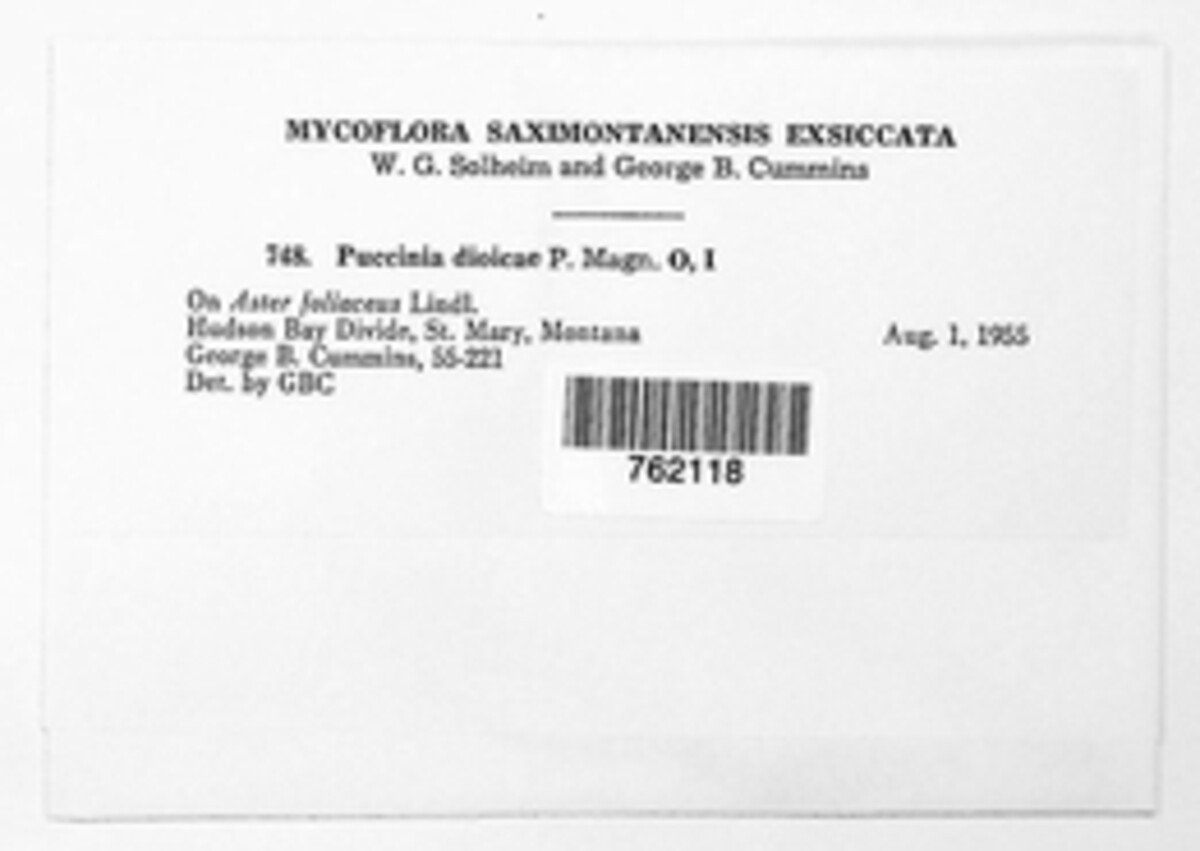 MYCOFLORA SAXIMONTANENSIS EXSICCATA
W. G. Solheim and George B. Cummins
748. Puccinia dioicae P. Magn. O, I
On Aster foliaceus Lindl.
Hudson Bay Divide, St. Mary, Montana Aug. 1, 1955
George B. Cummins, 55-221
Det. by GBC
762118